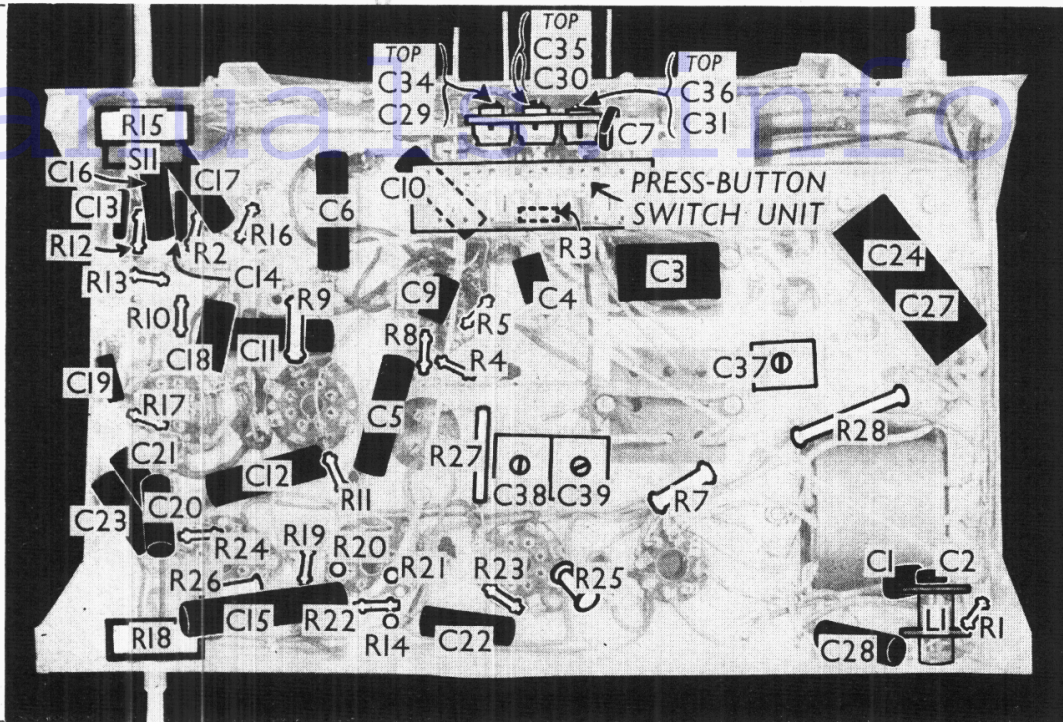 TOP
C34
C29
TOP
C35
C30
TOP
C36
C31
C7
R15
S11
C16
C17
C13
R12
R2
R16
C14
R13
C6
C10
PRESS-BUTTON
SWITCH UNIT
R3
C3
C24
C27
C9
C4
R5
R9
R10
C18
C11
R8
R4
C37
C19
R17
C5
R28
C21
C12
R11
R27
C38
C39
R7
C23
C20
R24
R19
R20
R21
R23
R25
R26
C15
R22
R14
C22
R18
C1
C2
L1
R1
C28
anual
info